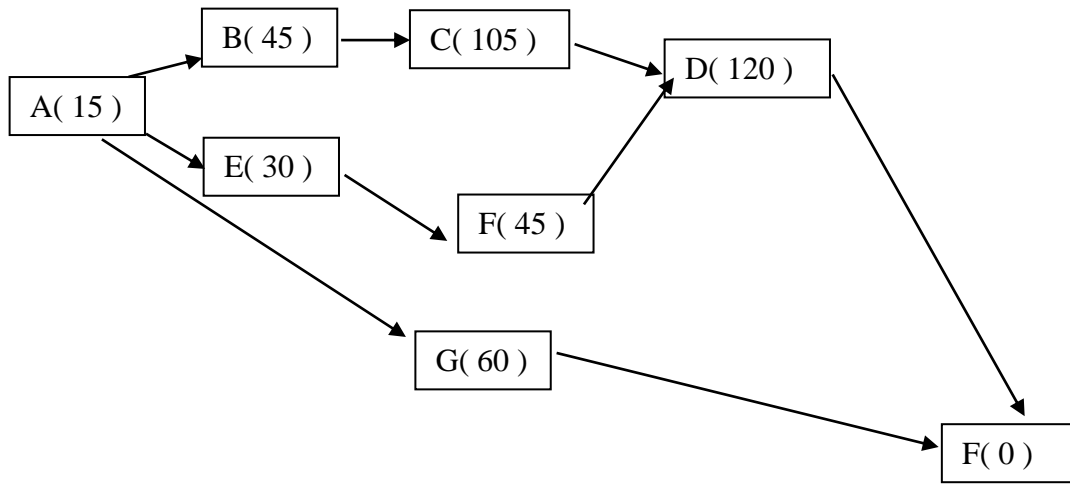 B( 45 )
C( 105 )
D( 120 )
A( 15 )
E( 30 )
F( 45 )
G( 60 )
F( 0 )